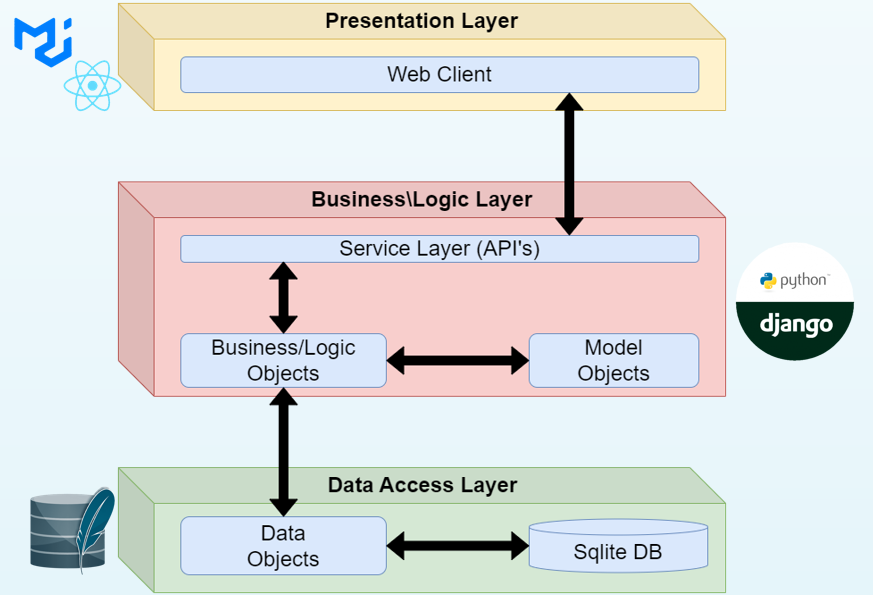 Presentation Layer
Web Client
Business\Logic Layer
Service Layer (API's)
Business/Logic
Objects
Model
Objects
python™
django
Data Access Layer
Data
Objects
Sqlite DB